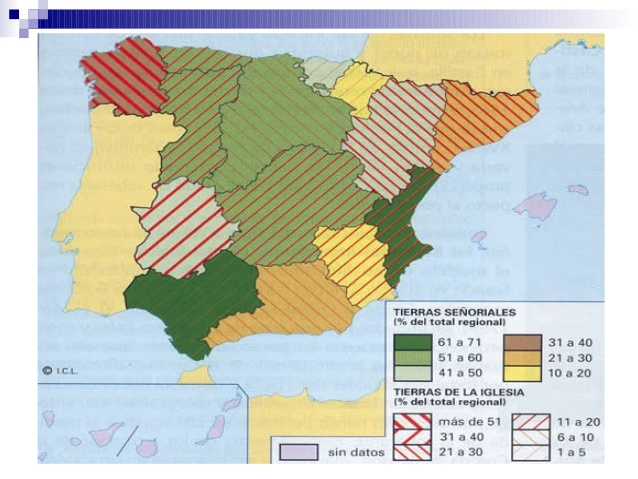 TIERRAS SEÑORIALES
(% del total regional)
61 a 71
31 a 40
51 a 60
21 a 30
41 a 50
10 a 20
TIERRAS DE LA IGLESIA
(% del total regional)
más de 51
11 a 20
31 a 40
6 a 10
21 a 30
1 a 5
sin datos
© I.C.L.